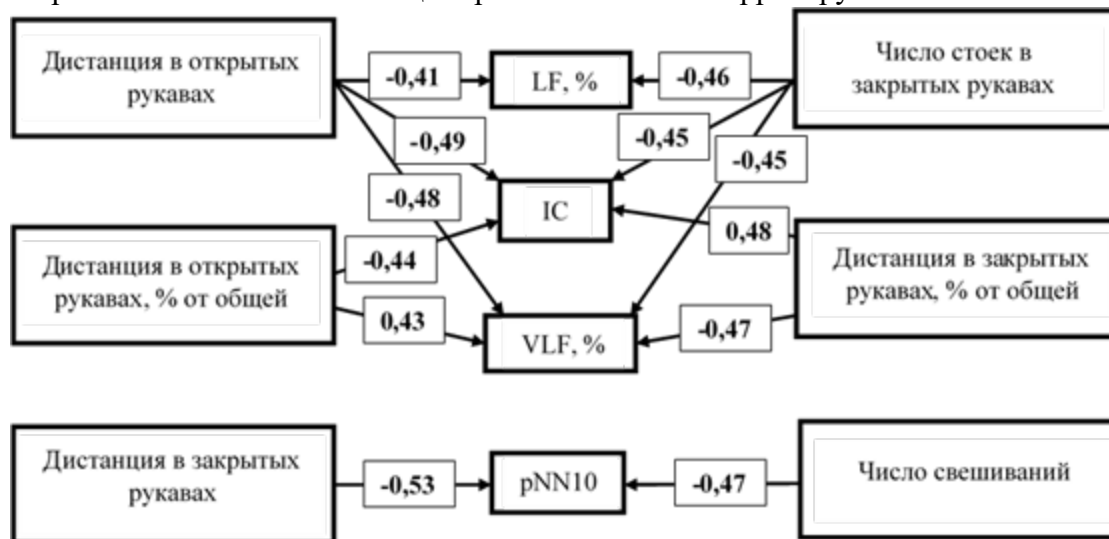 Дистанция в открытых
рукавах
-0,41
LF, %
-0,46
Число стоек в
закрытых рукавах
-0,49
-0,45
-0,45
-0,48
IC
Дистанция в открытых
рукавах, % от общей
-0,44
0,48
Дистанция в закрытых
рукавах, % от общей
0,43
VLF, %
-0,47
Дистанция в закрытых
рукавах
-0,53
pNN10
-0,47
Число свешиваний